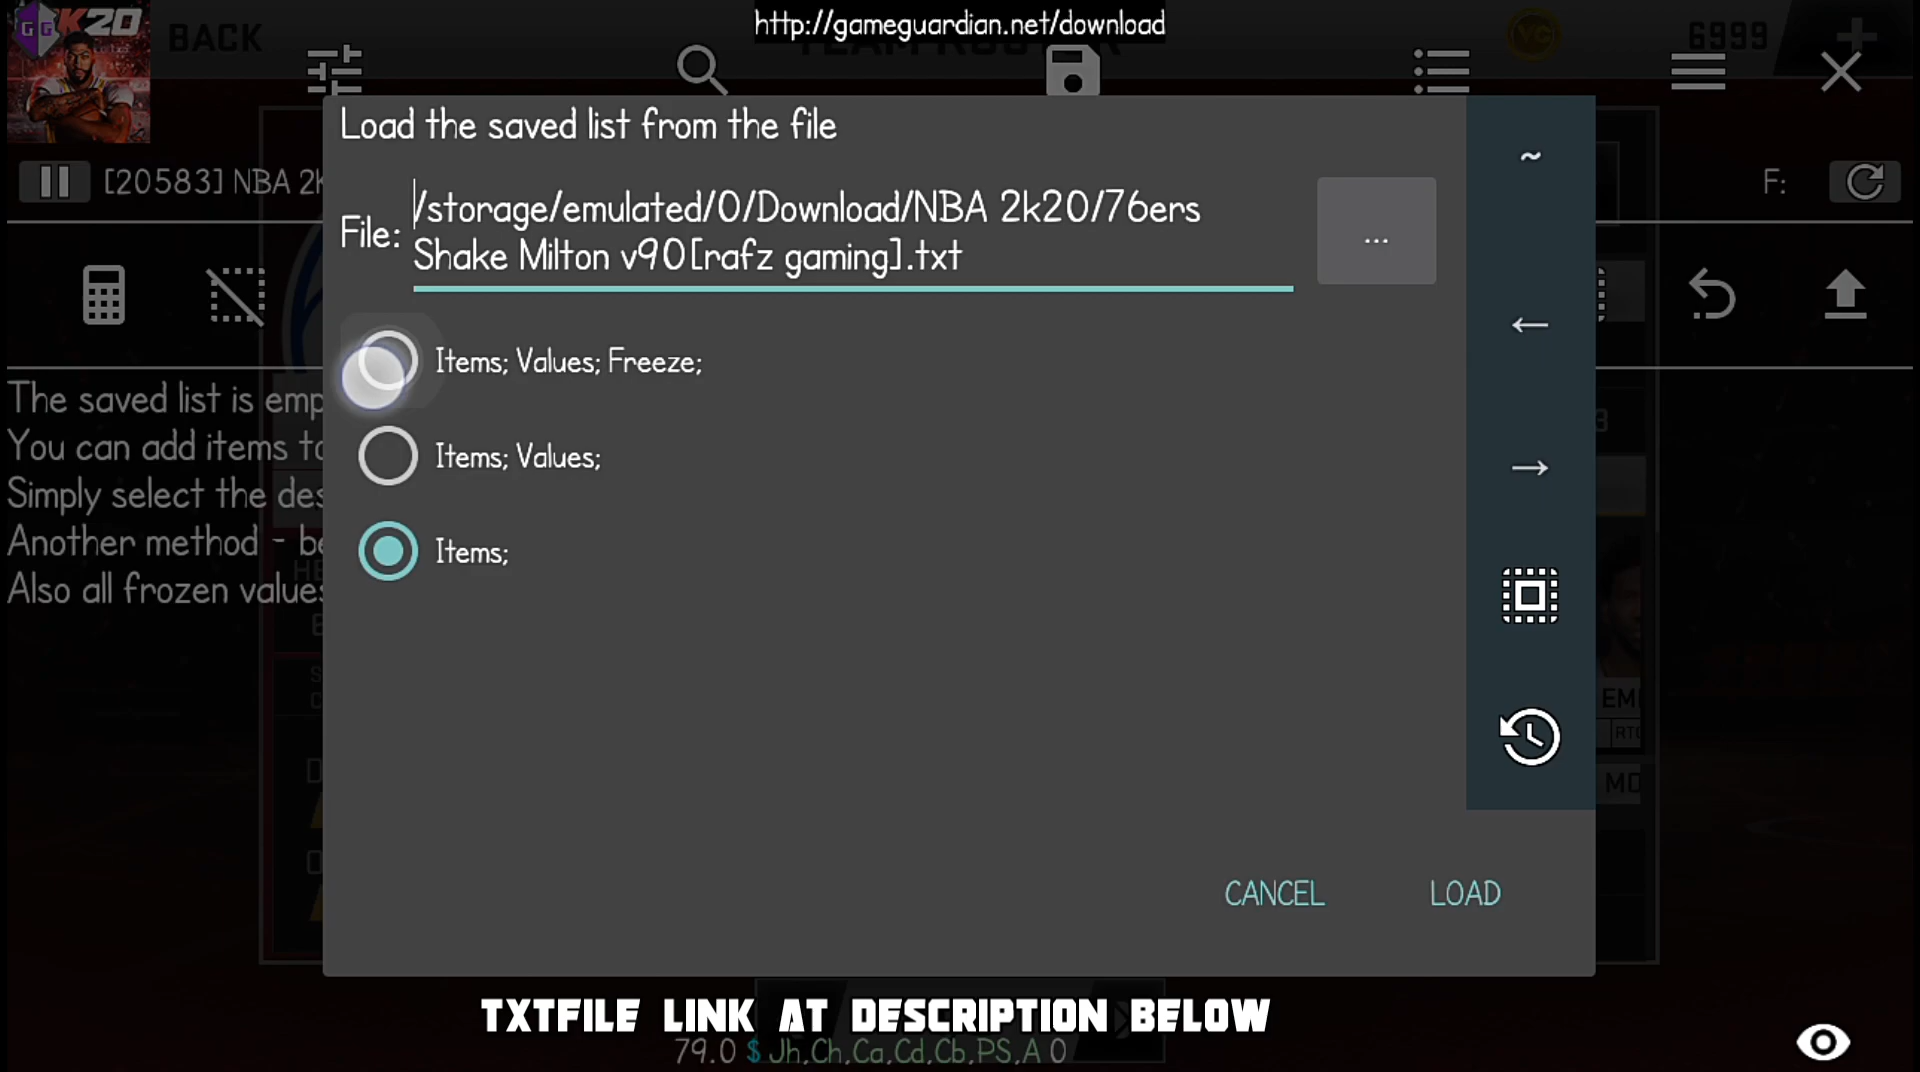 http://gameguardian.net/download
K20
BACK
6999
Load the saved list from the file
[20583] NBA 2K
F:
File:
/storage/emulated/0/Download/NBA 2k20/76ers
Shake Milton v90[rafz gaming].txt
...
~
←
→
Items; Values; Freeze;
Items; Values;
Items;
The saved list is emp
You can add items to
Simply select the des
Another method - be
Also all frozen values
CANCEL
LOAD
TXTFILE LINK AT DESCRIPTION BELOW
79.0 $ Jh,Ch,Ca,Cd,Cb,PS,A 0